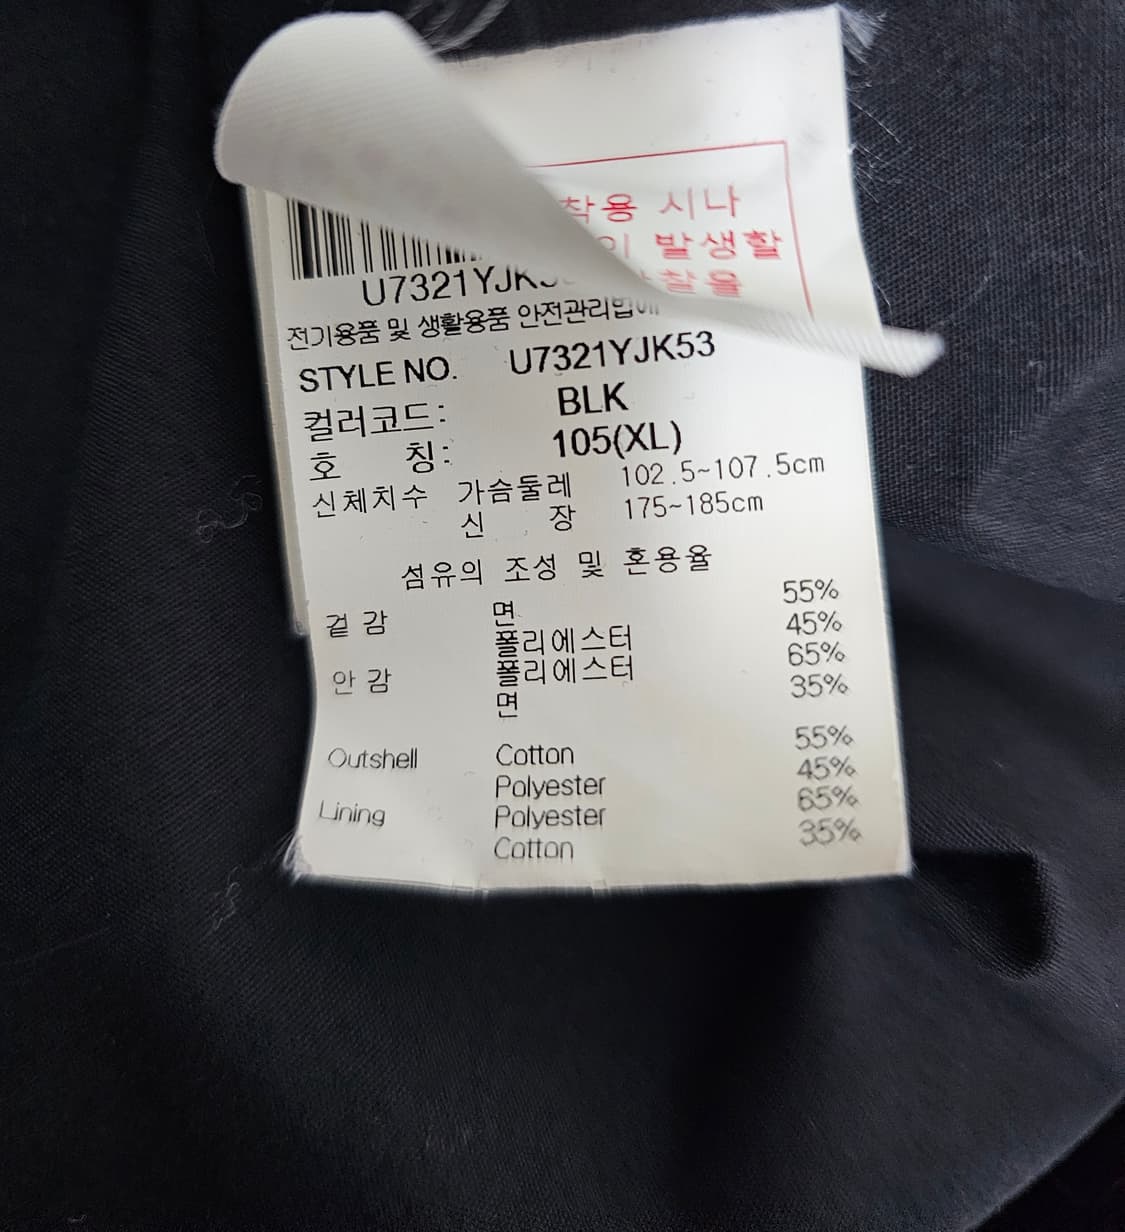 착용 시나
발생할
찰을
U7321YJK
전기용품 및 생활용품 안전관리법에
STYLE NO. U7321YJK53
컬러코드: BLK
호 칭: 105(XL)
신체치수 가슴둘레 102.5~107.5cm
신 장 175~185cm
섬유의 조성 및 혼용율
겉감 면 55%
폴리에스터 45%
안감 폴리에스터 65%
면 35%
Outshell Cotton 55%
Polyester 45%
Lining Polyester 65%
Cotton 35%